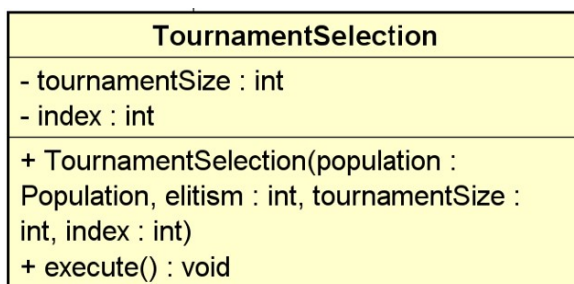 TournamentSelection
- tournamentSize : int
- index : int
+ TournamentSelection(population :
Population, elitism : int, tournamentSize :
int, index : int)
+ execute() : void